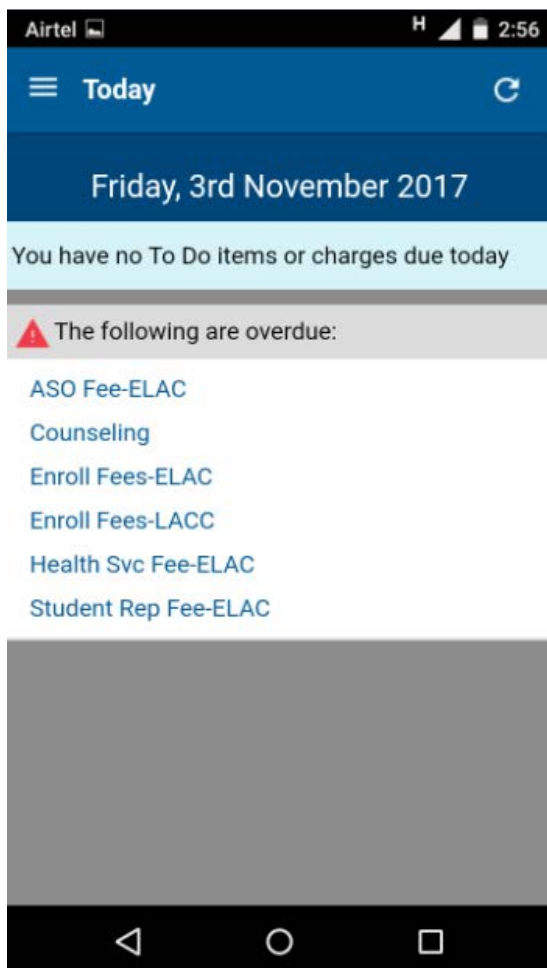 Airtel H 2:56
Today
Friday, 3rd November 2017
You have no To Do items or charges due today
The following are overdue:
ASO Fee-ELAC
Counseling
Enroll Fees-ELAC
Enroll Fees-LACC
Health Svc Fee-ELAC
Student Rep Fee-ELAC